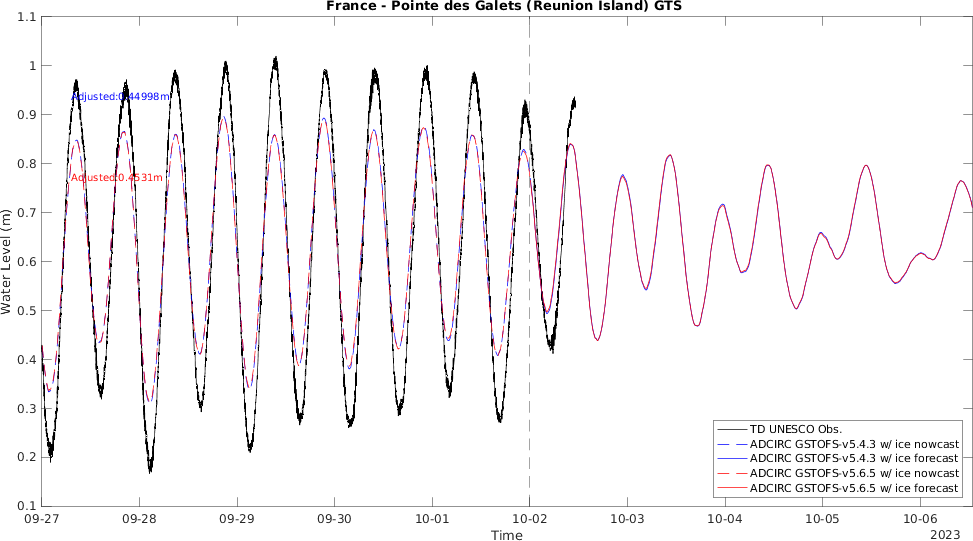 France - Pointe des Galets (Reunion Island) GTS
1.1
1
0.9
0.8
0.7
0.6
0.5
0.4
0.3
0.2
0.1
Water Level (m)
Adjusted:0.44998m
Adjusted:0.4531m
TD UNESCO Obs.
ADCIRC GSTOFS-v5.4.3 w/ ice nowcast
ADCIRC GSTOFS-v5.4.3 w/ ice forecast
ADCIRC GSTOFS-v5.6.5 w/ ice nowcast
ADCIRC GSTOFS-v5.6.5 w/ ice forecast
09-27 09-28 09-29 09-30 10-01 10-02 10-03 10-04 10-05 10-06
Time
2023